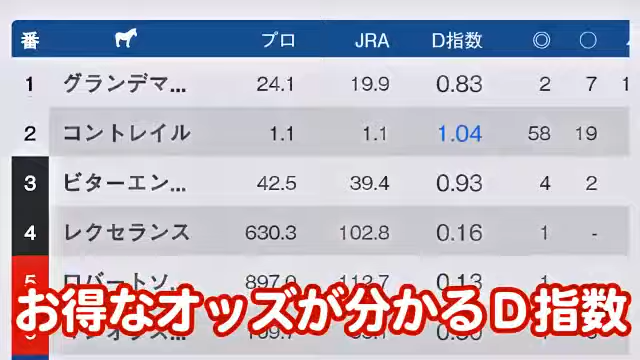 番 プロ JRA D指数 ◎ 〇
1 グランデマ... 24.1 19.9 0.83 2 7 1
2 コントレイル 1.1 1.1 1.04 58 19
3 ビターエン... 42.5 39.4 0.93 4 2
4 レクセランス 630.3 102.8 0.16 1 -
5 ロバートソ... 897.0 112.7 0.13 1
お得なオッズが分かるD指数